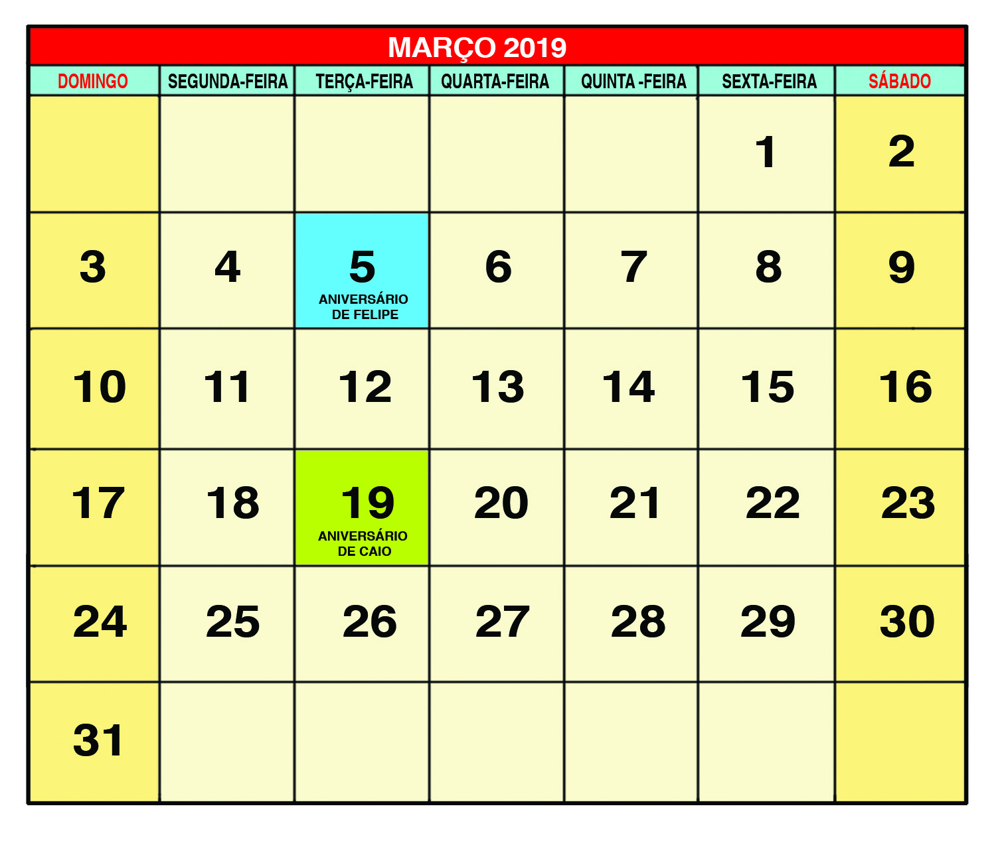 MARÇO 2019
DOMINGO SEGUNDA-FEIRA TERÇA-FEIRA QUARTA-FEIRA QUINTA -FEIRA SEXTA-FEIRA SÁBADO
1 2
3 4 5 6 7 8 9
ANIVERSÁRIO
DE FELIPE
10 11 12 13 14 15 16
17 18 19 20 21 22 23
ANIVERSÁRIO
DE CAIO
24 25 26 27 28 29 30
31